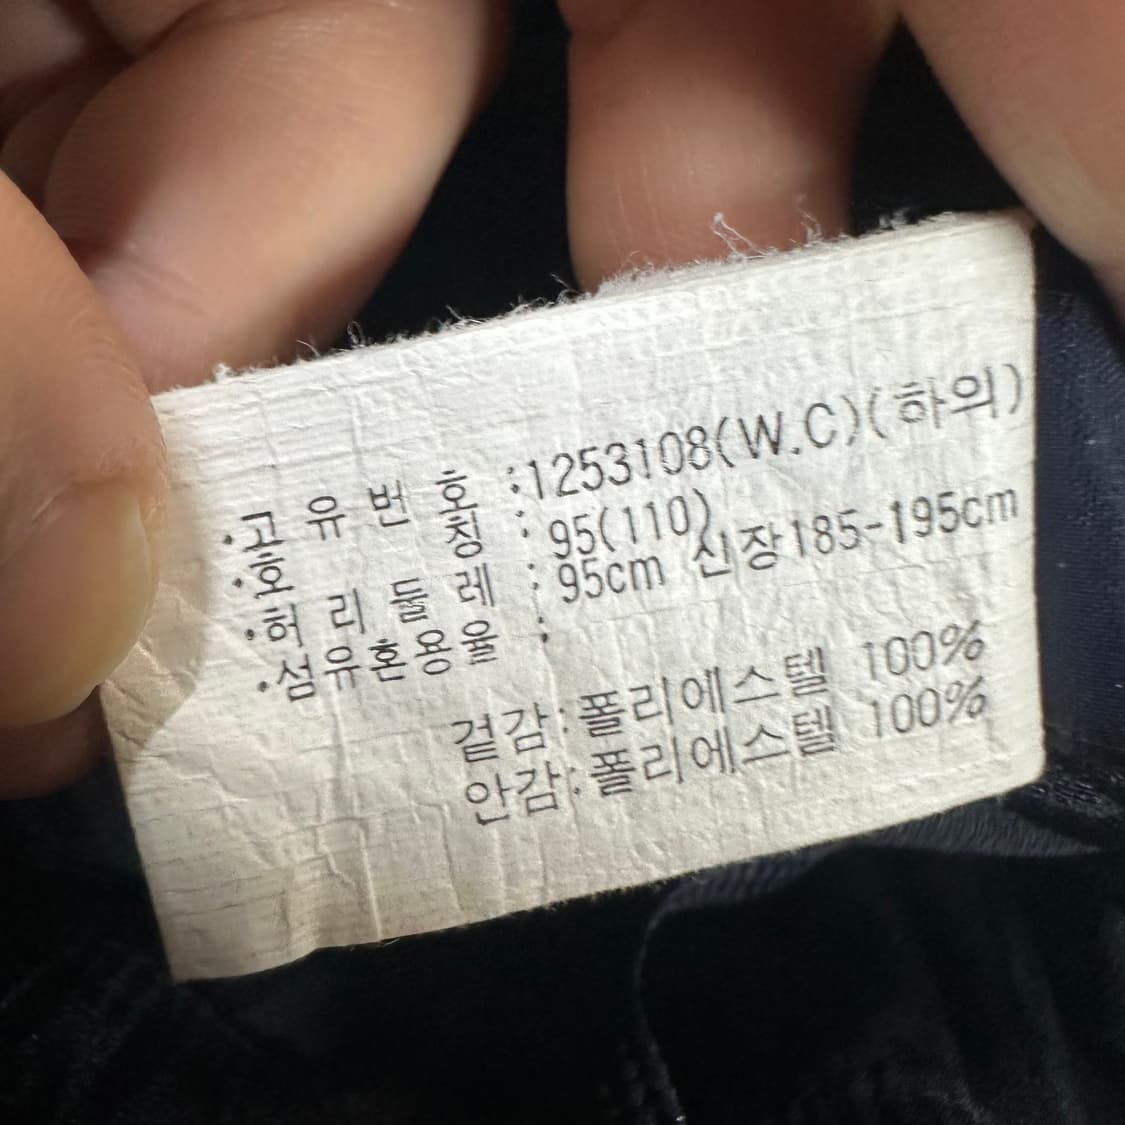 ·고 유 번 호 :1253108(W.C)(하의)
·호 칭 : 95(110)
·허 리 둘 레 : 95cm 신장185-195cm
·섬유혼용율 :
겉감:폴리에스텔 100%
안감:폴리에스텔 100%